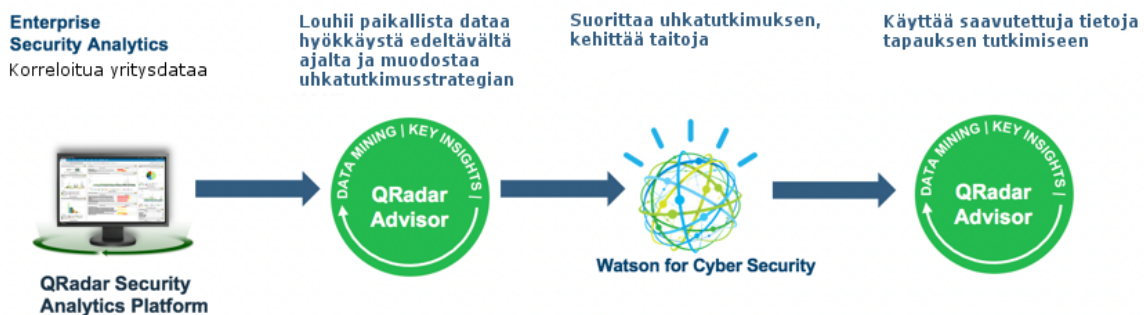 Enterprise
Security Analytics
Korreloitua yritysdataa
Louhii paikallista dataa
hyökkäystä edeltävältä
ajalta ja muodostaa
uhkatutkimusstrategian
Suorittaa uhkatutkimuksen,
kehittää taitoja
Käyttää saavutettuja tietoja
tapauksen tutkimiseen
QRadar Security
Analytics Platform
DATA MINING | KEY INSIGHTS |
QRadar
Advisor
Watson for Cyber Security
DATA MINING | KEY INSIGHTS |
QRadar
Advisor